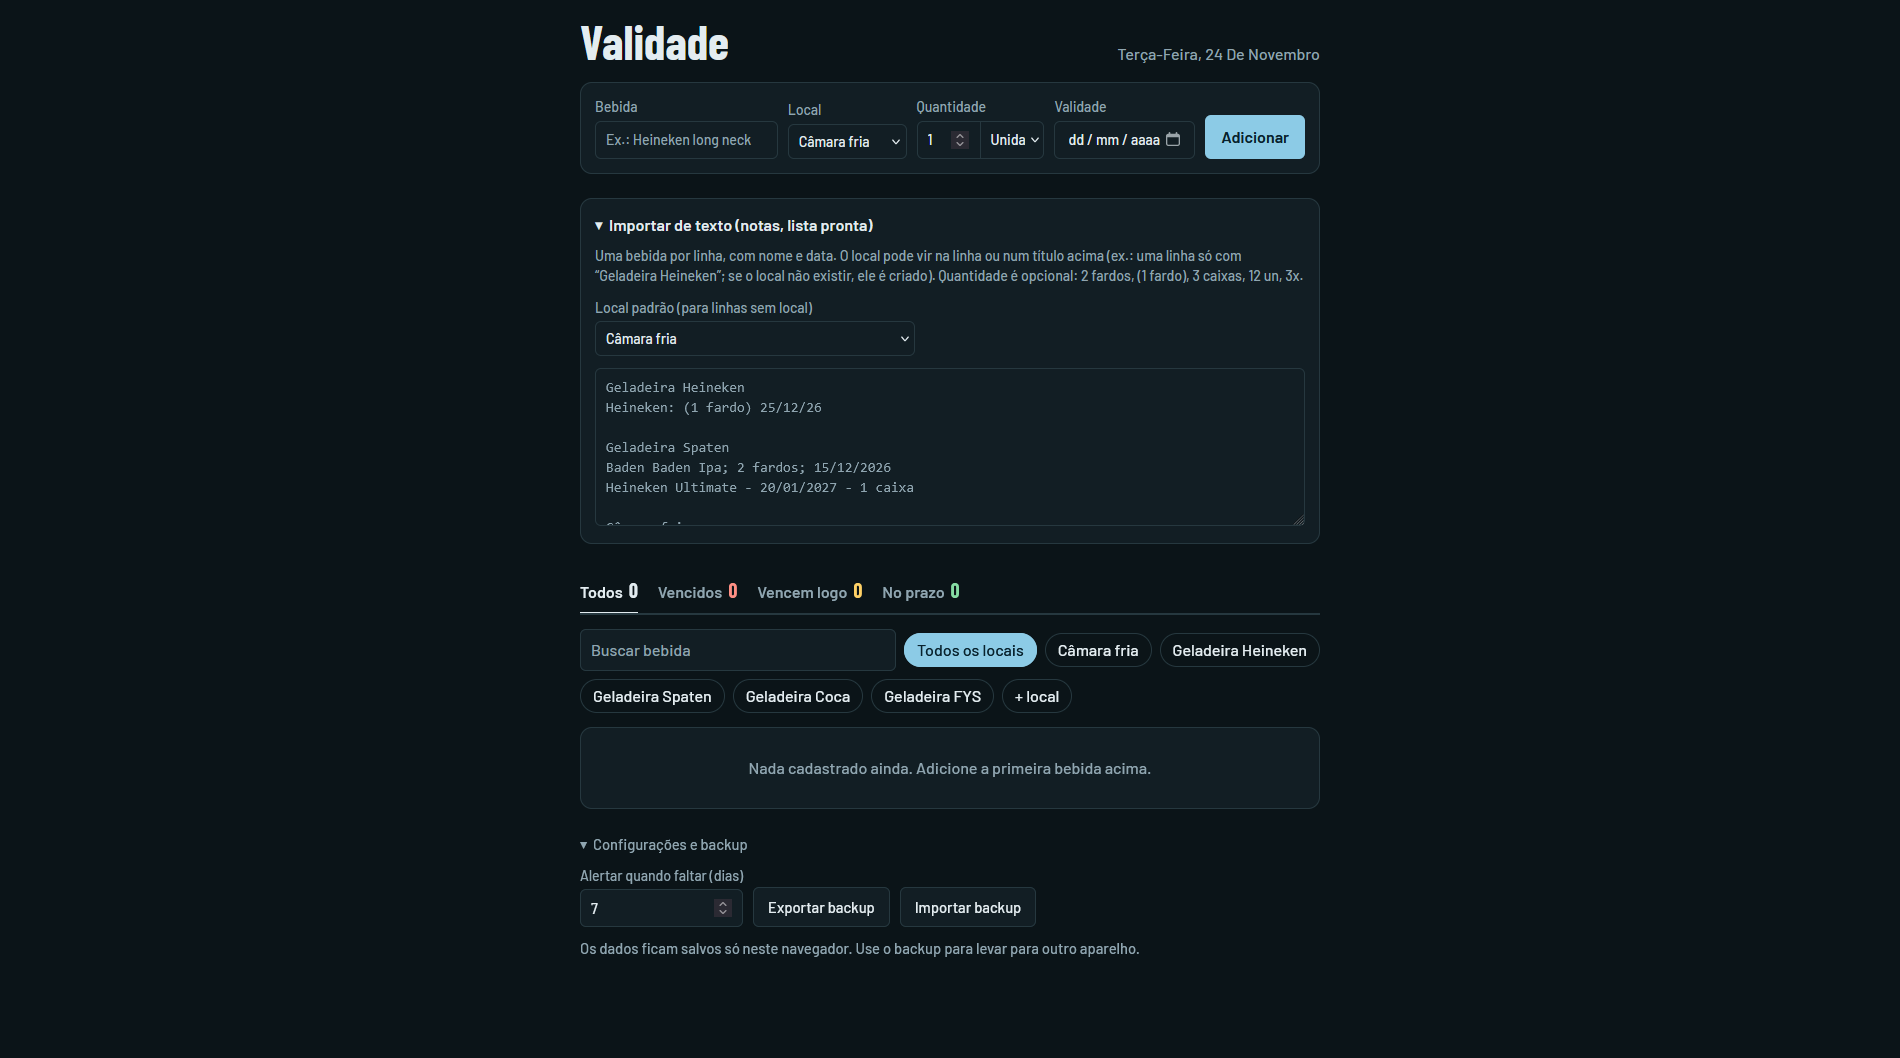 Validade
Terça-Feira, 24 De Novembro
Bebida
Local
Quantidade
Validade
Ex.: Heineken long neck
Câmara fria
1
Unida
dd / mm / aaaa
Adicionar
▾ Importar de texto (notas, lista pronta)
Uma bebida por linha, com nome e data. O local pode vir na linha ou num título acima (ex.: uma linha só com
“Geladeira Heineken”; se o local não existir, ele é criado). Quantidade é opcional: 2 fardos, (1 fardo), 3 caixas, 12 un, 3x.
Local padrão (para linhas sem local)
Câmara fria
Geladeira Heineken
Heineken: (1 fardo) 25/12/26
Geladeira Spaten
Baden Baden Ipa; 2 fardos; 15/12/2026
Heineken Ultimate - 20/01/2027 - 1 caixa
Todos 0
Vencidos 0
Vencem logo 0
No prazo 0
Buscar bebida
Todos os locais
Câmara fria
Geladeira Heineken
Geladeira Spaten
Geladeira Coca
Geladeira FYS
+ local
Nada cadastrado ainda. Adicione a primeira bebida acima.
▾ Configurações e backup
Alertar quando faltar (dias)
7
Exportar backup
Importar backup
Os dados ficam salvos só neste navegador. Use o backup para levar para outro aparelho.